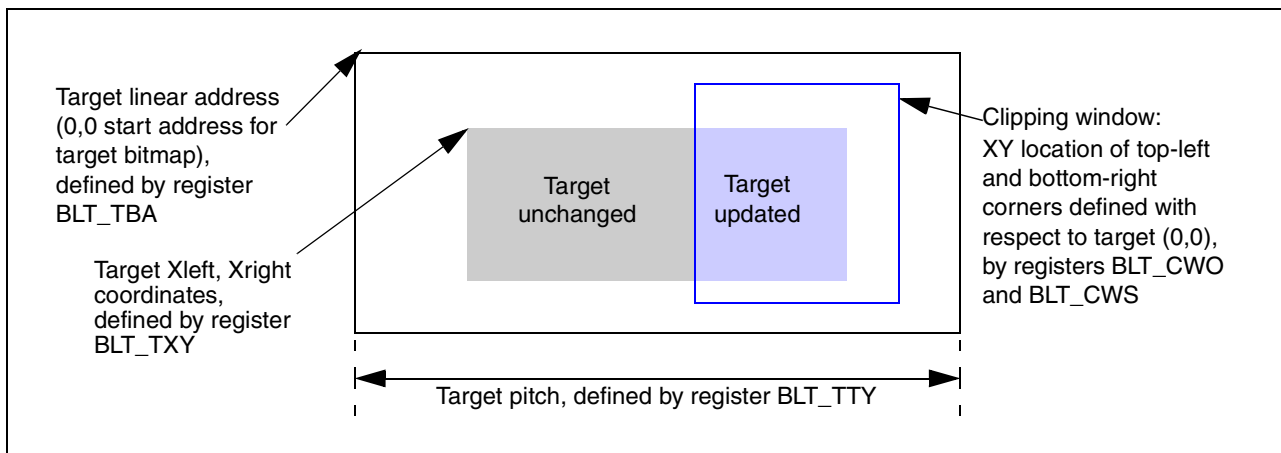 Target linear address
(0,0 start address for
target bitmap),
defined by register
BLT_TBA
Target Xleft, Xright
coordinates,
defined by register
BLT_TXY
Target
unchanged
Target
updated
Clipping window:
XY location of top-left
and bottom-right
corners defined with
respect to target (0,0),
by registers BLT_CWO
and BLT_CWS
Target pitch, defined by register BLT_TTY